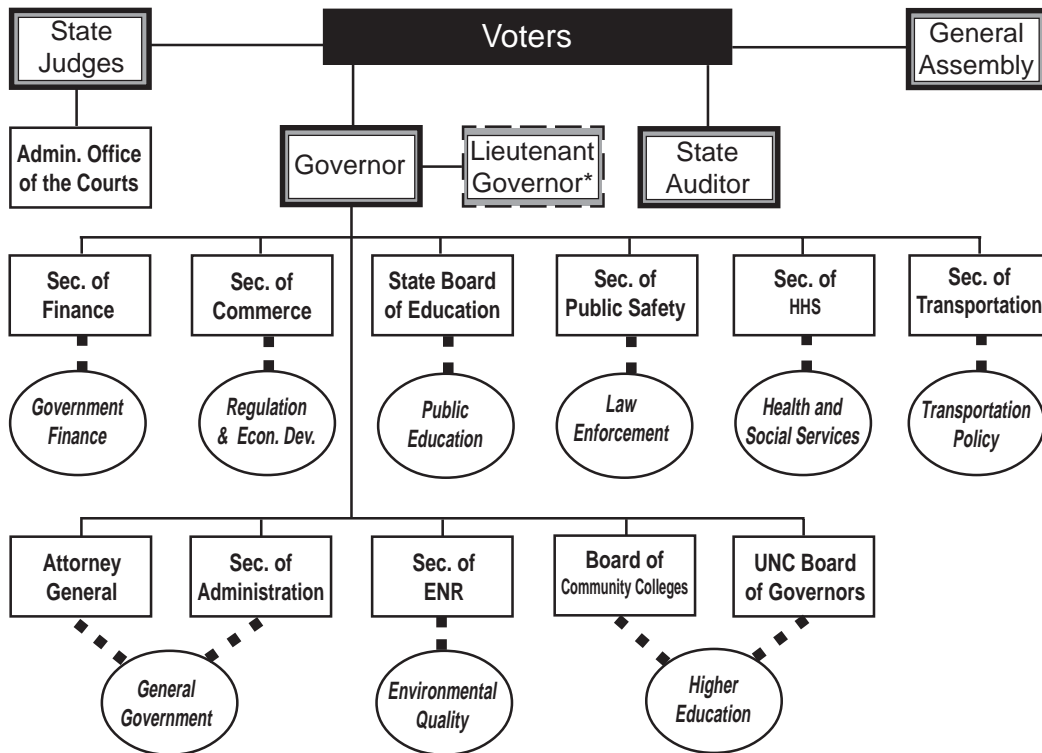 State
Judges
Voters
General
Assembly
Admin. Office
of the Courts
Governor
Lieutenant
Governor*
State
Auditor
Sec. of
Finance
Sec. of
Commerce
State Board
of Education
Sec. of
Public Safety
Sec. of
HHS
Sec. of
Transportation
Government
Finance
Regulation
& Econ. Dev.
Public
Education
Law
Enforcement
Health and
Social Services
Transportation
Policy
Attorney
General
Sec. of
Administration
Sec. of
ENR
Board of
Community Colleges
UNC Board
of Governors
General
Government
Environmental
Quality
Higher
Education